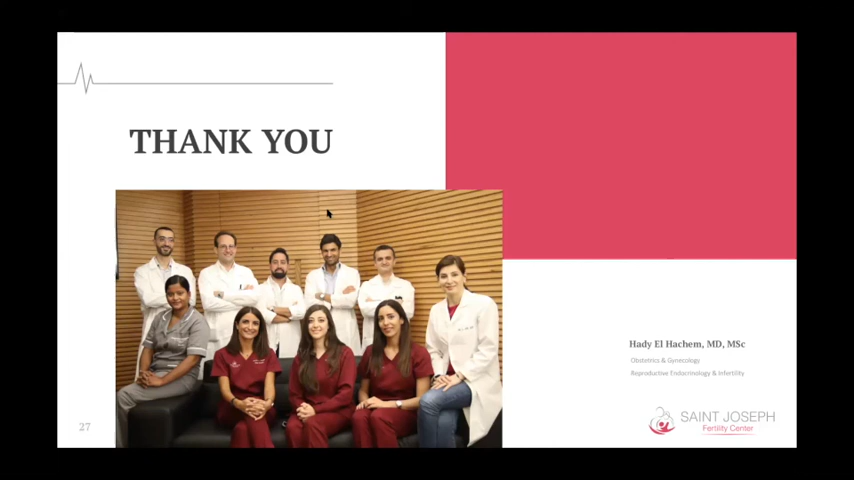 THANK YOU
Hady El Hachem, MD, MSc
Obstetrics & Gynecology
Reproductive Endocrinology & Infertility
27
SAINT JOSEPH
Fertility Center